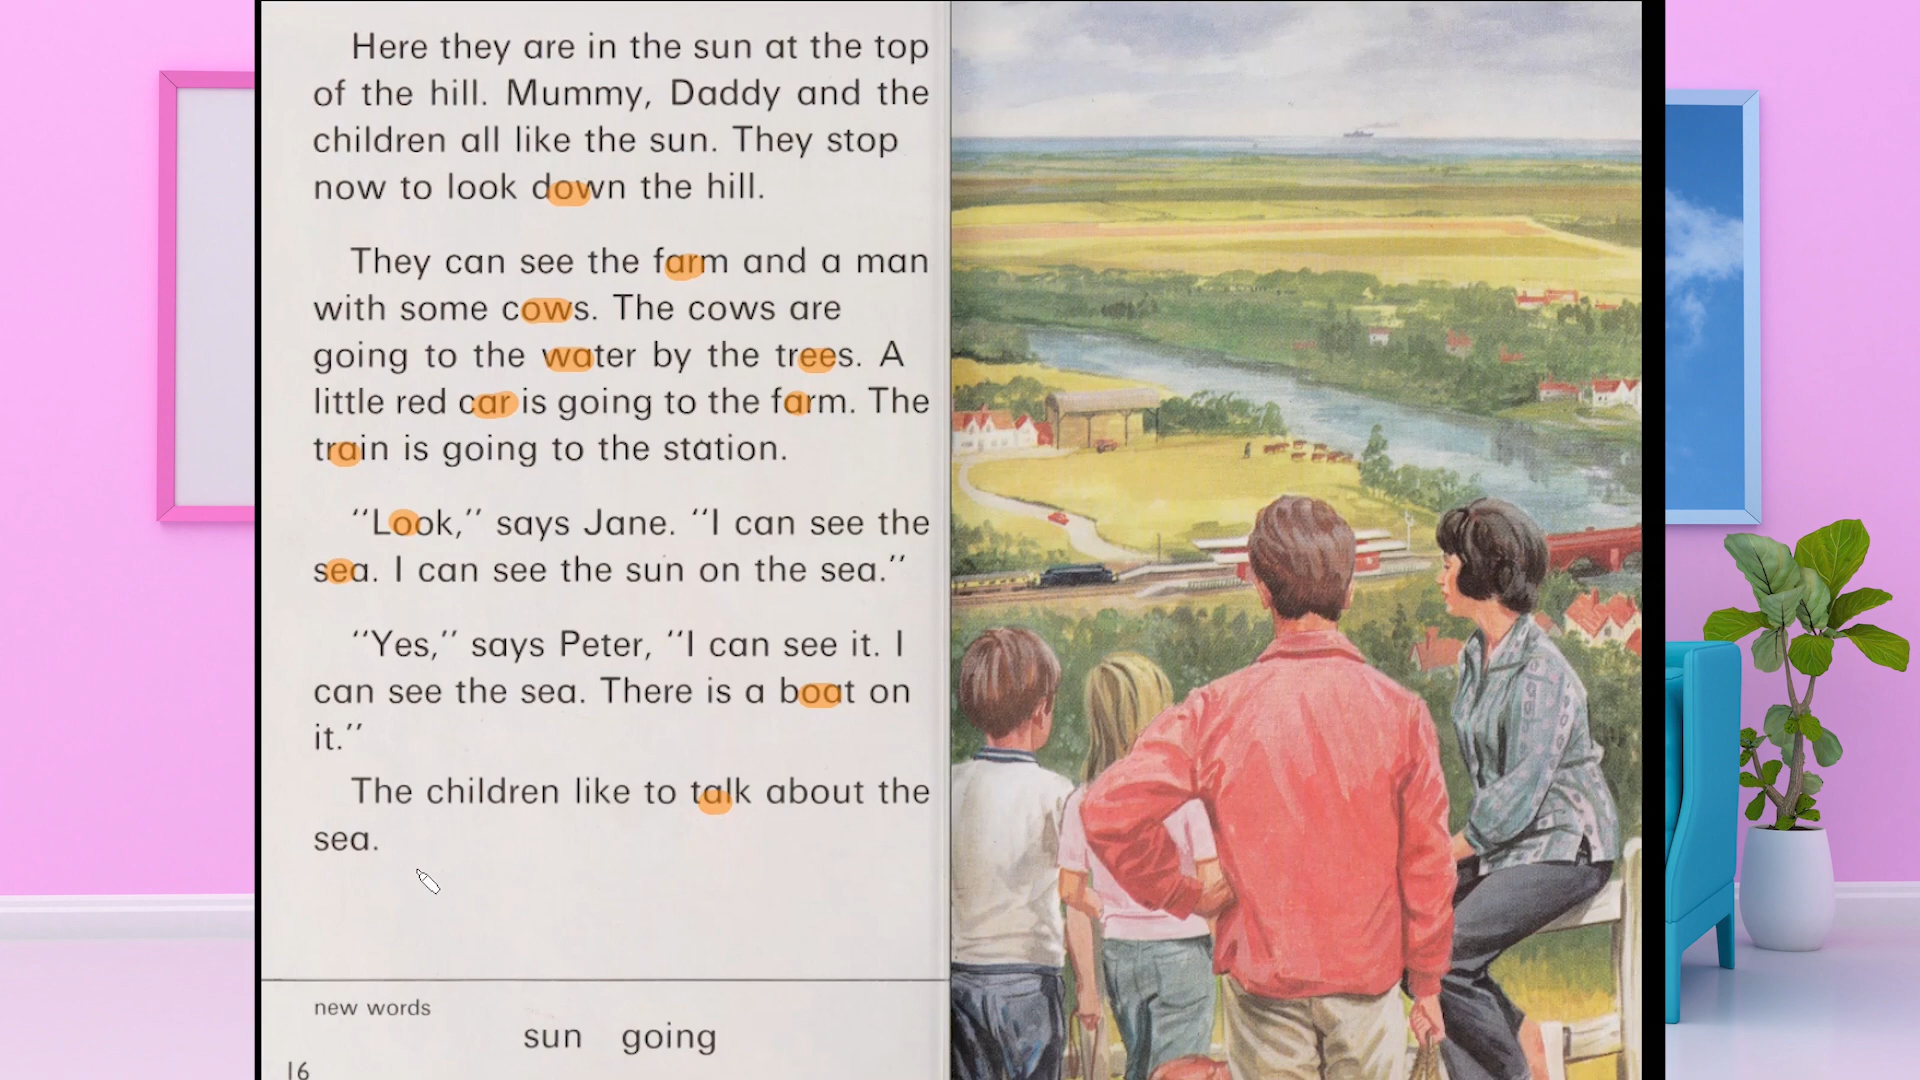 Here they are in the sun at the top
of the hill. Mummy, Daddy and the
children all like the sun. They stop
now to look down the hill.
They can see the farm and a man
with some cows. The cows are
going to the water by the trees. A
little red car is going to the farm. The
train is going to the station.
"Look," says Jane. "I can see the
sea. I can see the sun on the sea."
"Yes," says Peter, "I can see it. I
can see the sea. There is a boat on
it."
The children like to talk about the
sea.
new words
sun going
16